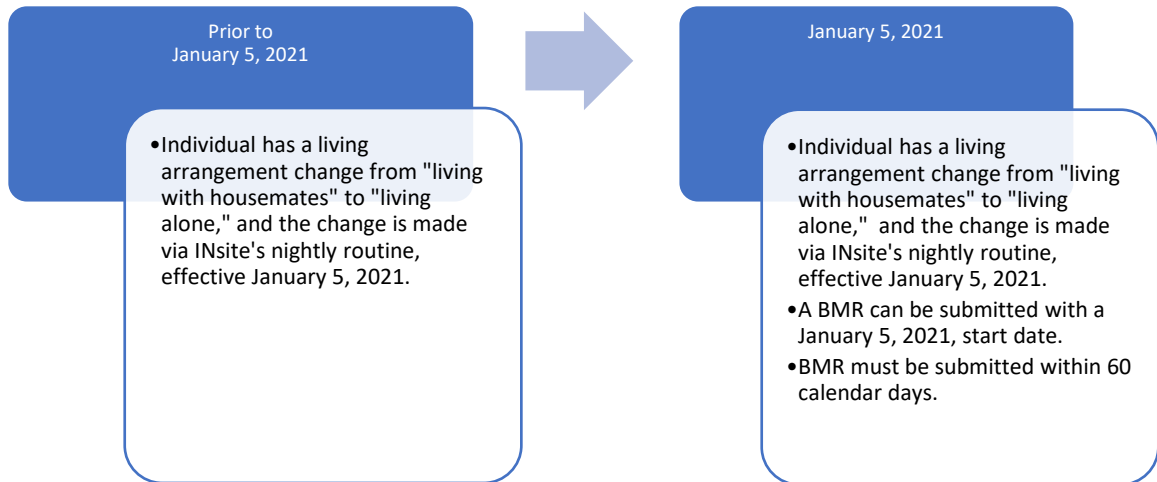 Prior to
January 5, 2021
•Individual has a living
arrangement change from "living
with housemates" to "living
alone," and the change is made
via INsite's nightly routine,
effective January 5, 2021.
January 5, 2021
•Individual has a living
arrangement change from "living
with housemates" to "living
alone,"  and the change is made
via INsite's nightly routine,
effective January 5, 2021.
•A BMR can be submitted with a
January 5, 2021, start date.
•BMR must be submitted within 60
calendar days.